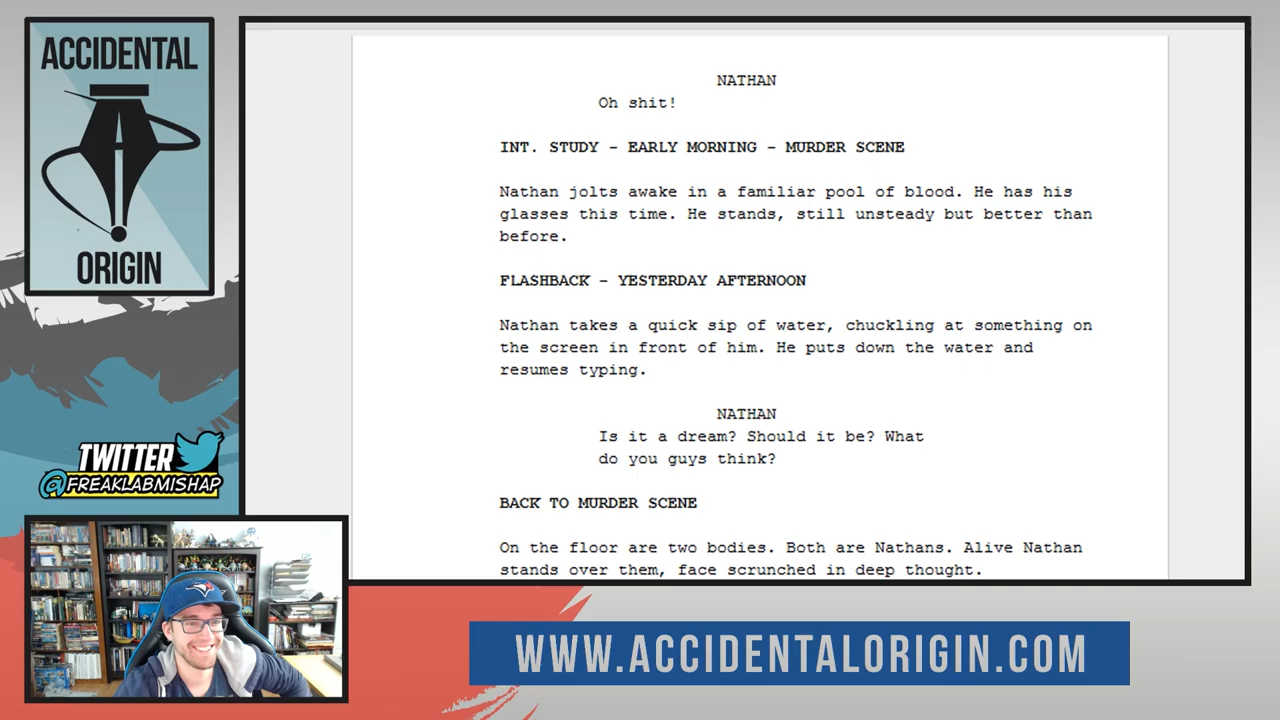 ACCIDENTAL
ORIGIN
NATHAN
Oh shit!
INT. STUDY - EARLY MORNING - MURDER SCENE
Nathan jolts awake in a familiar pool of blood. He has his
glasses this time. He stands, still unsteady but better than
before.
FLASHBACK - YESTERDAY AFTERNOON
Nathan takes a quick sip of water, chuckling at something on
the screen in front of him. He puts down the water and
resumes typing.
NATHAN
Is it a dream? Should it be? What
do you guys think?
BACK TO MURDER SCENE
On the floor are two bodies. Both are Nathans. Alive Nathan
stands over them, face scrunched in deep thought.
TWITTER
@FREAKLABMISHAP
WWW.ACCIDENTALORIGIN.COM